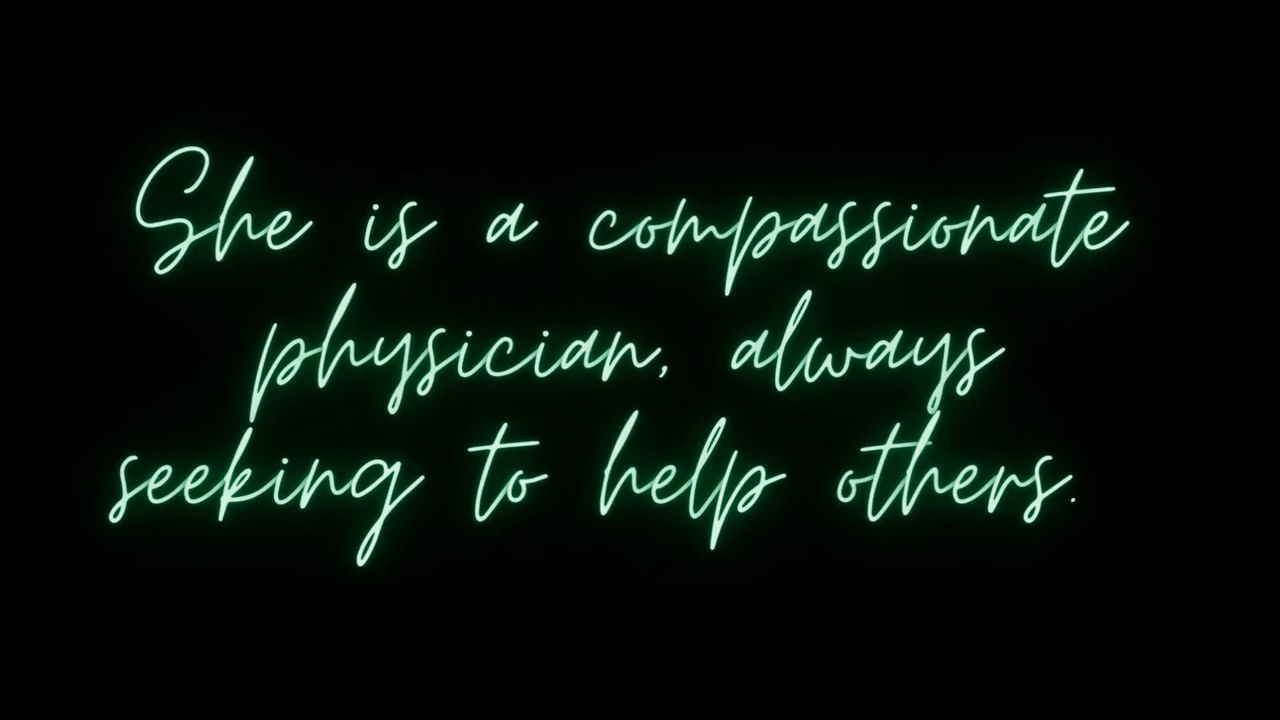 She is a compassionate
physician, always
seeking to help others.